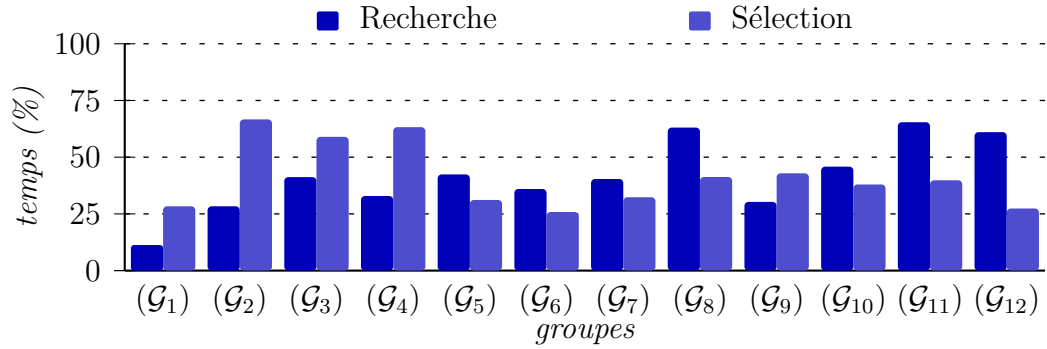 Recherche Sélection
100
75
50
25
0
temps (%)
(𝒢₁) (𝒢₂) (𝒢₃) (𝒢₄) (𝒢₅) (𝒢₆) (𝒢₇) (𝒢₈) (𝒢₉) (𝒢₁₀) (𝒢₁₁) (𝒢₁₂)
groupes